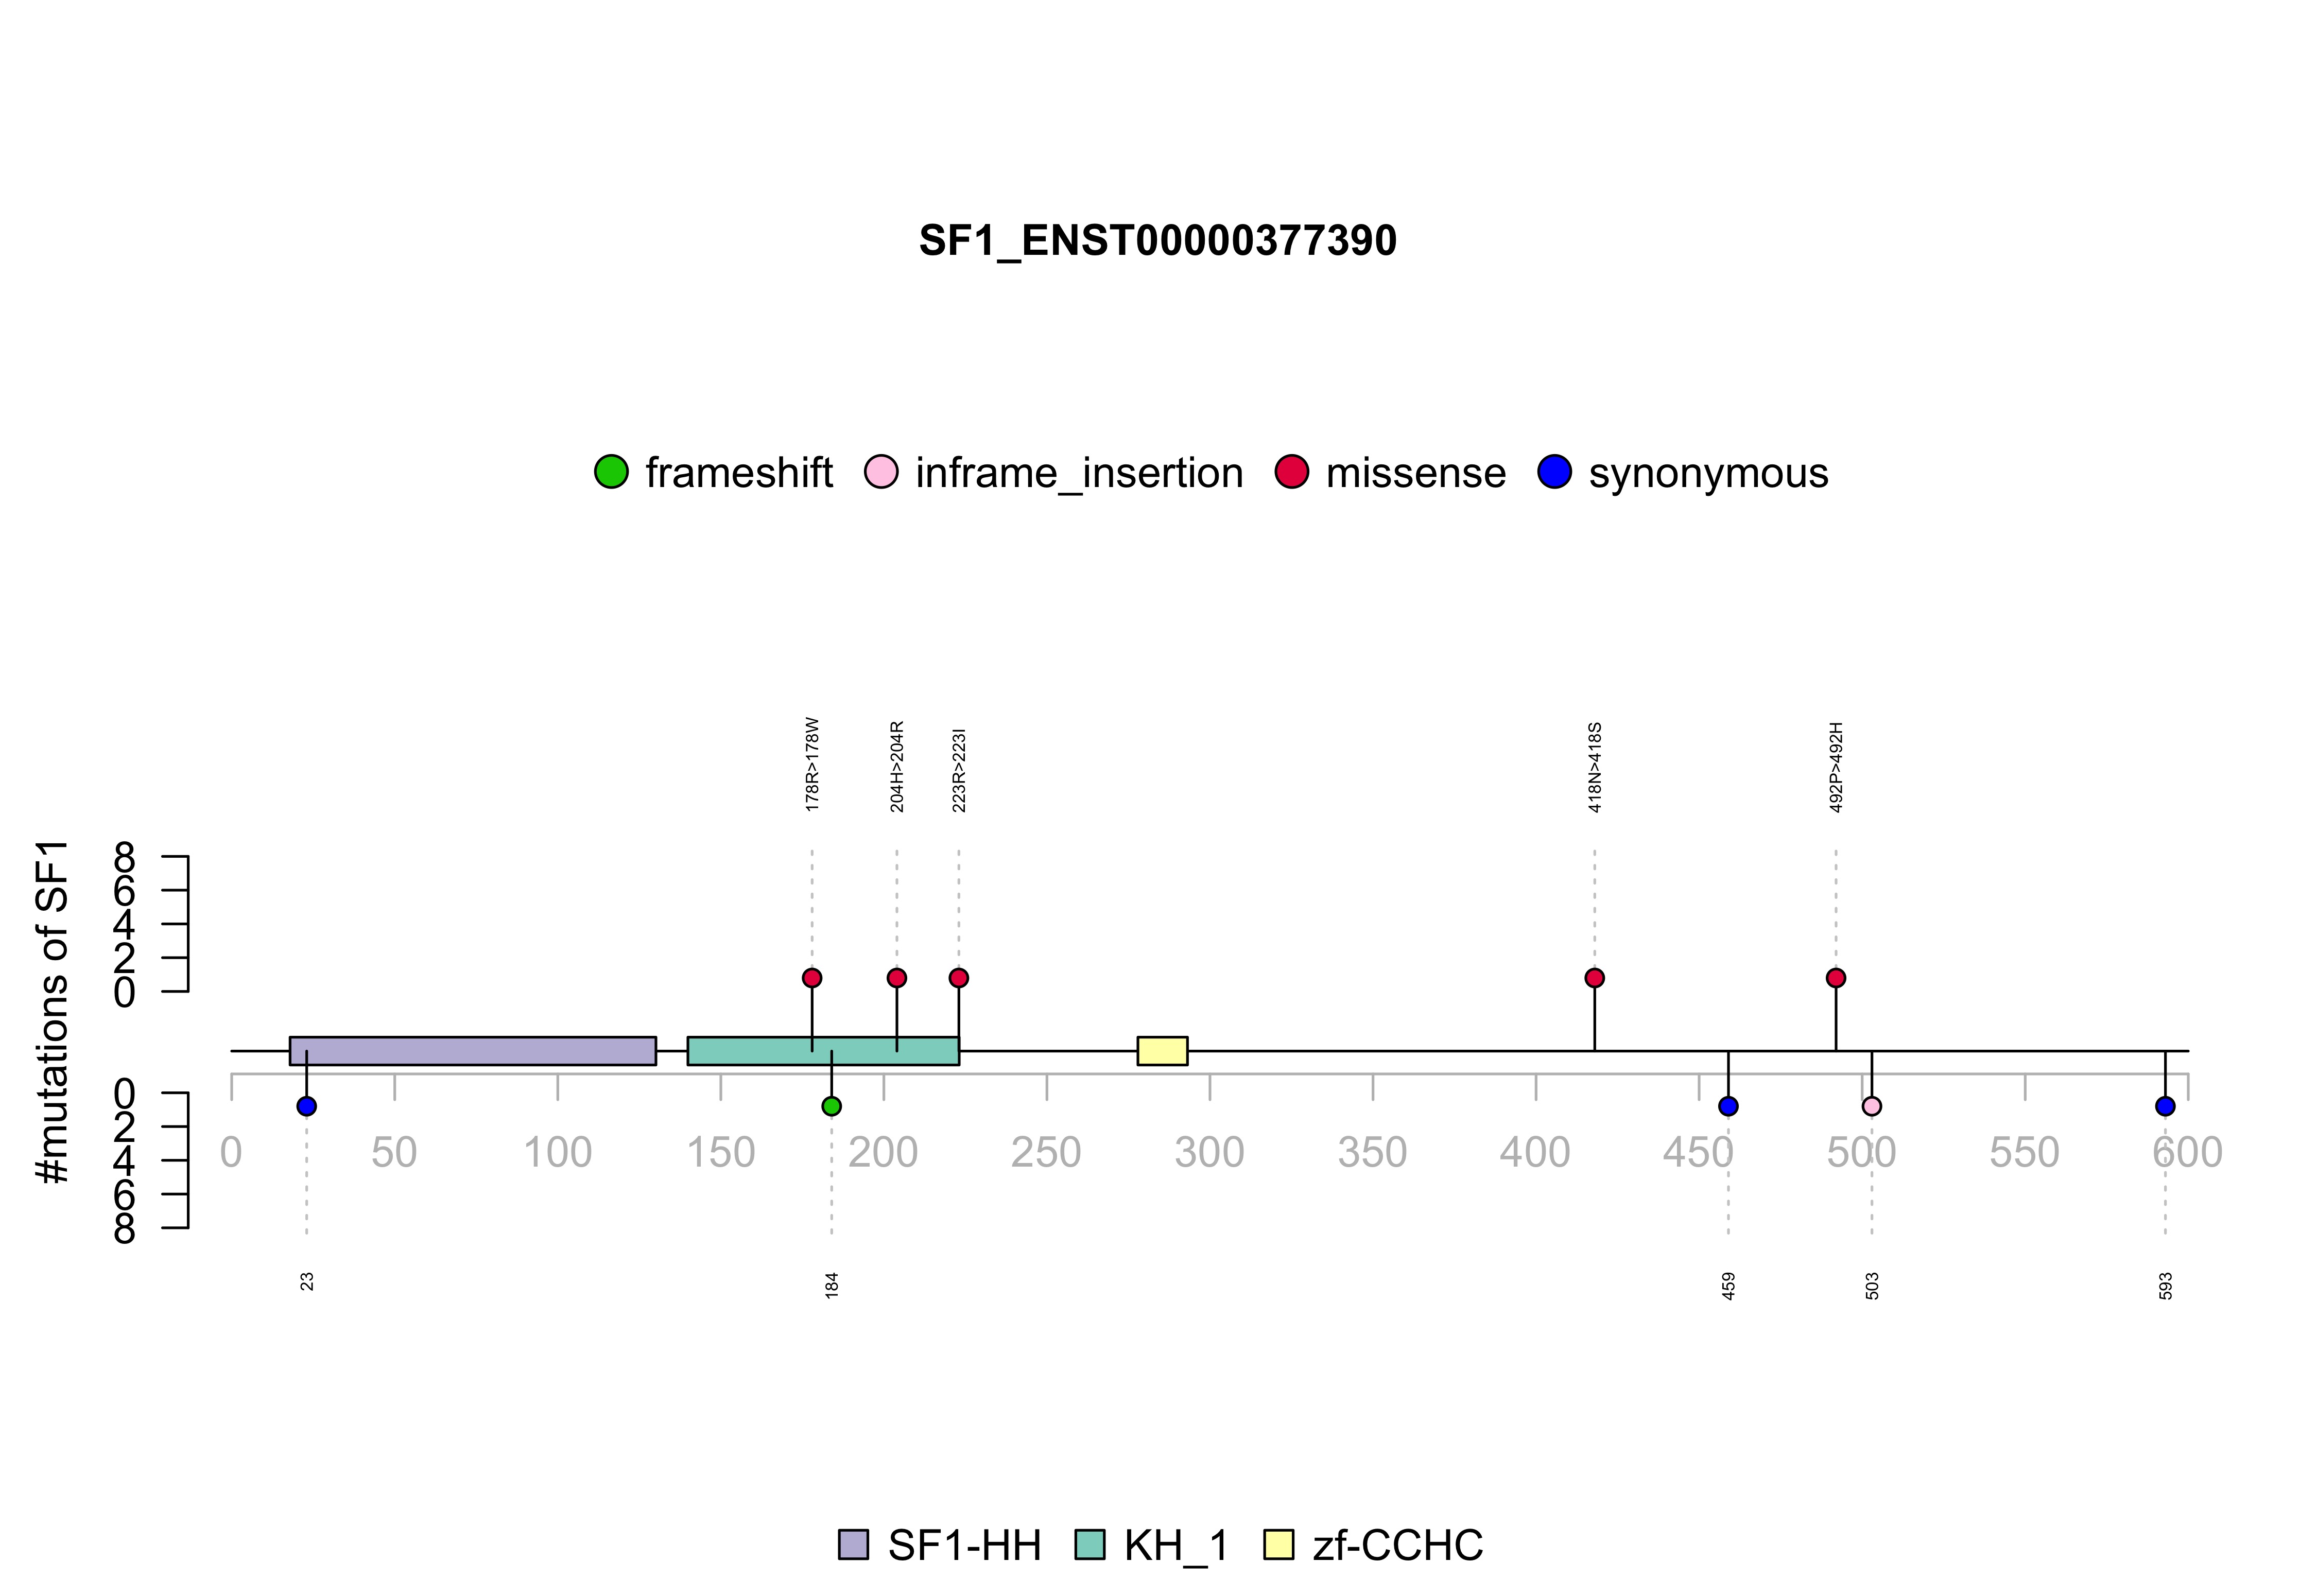 SF1_ENST00000377390
frameshift inframe_insertion missense synonymous
178R>178W 204H>204R 223R>223I 418N>418S 492P>492H
#mutations of SF1
8
6
4
2
0
0
2
4
6
8
0 50 100 150 200 250 300 350 400 450 500 550 600
23 184 459 503 593
SF1-HH KH_1 zf-CCHC